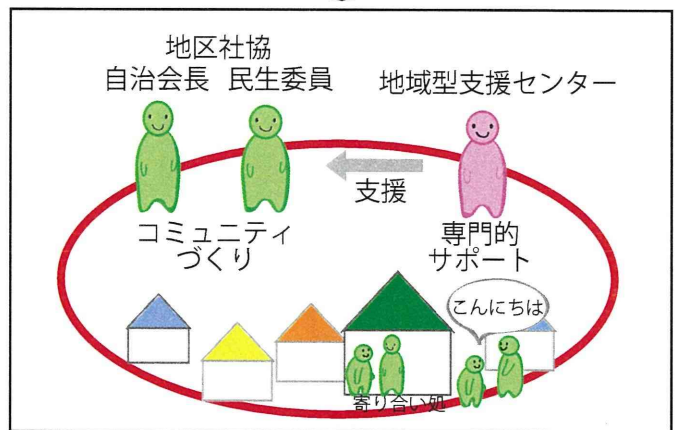 地区社協
自治会長 民生委員
地域型支援センター
支援
コミュニティ
づくり
専門的
サポート
こんにちは
寄り合い処